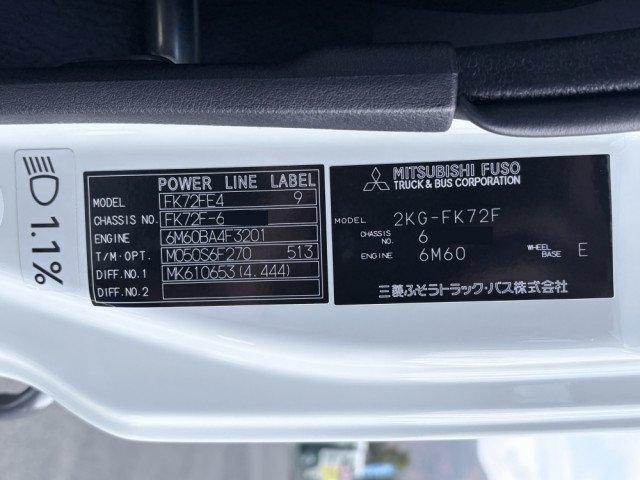 1.1%
POWER LINE LABEL
MODEL FK72FE4 9
CHASSIS NO. FK72F-6
ENGINE 6M60BA4F3201
T/M・OPT. M050S6F270 513
DIFF.NO.1 MK610653(4.444)
DIFF.NO.2
MITSUBISHI FUSO
TRUCK & BUS CORPORATION
MODEL 2KG-FK72F
CHASSIS NO. 6
ENGINE 6M60 WHEEL BASE E
三菱ふそうトラック・バス株式会社